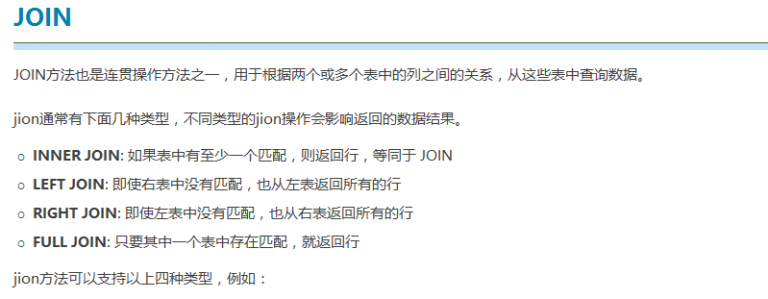 JOIN
JOIN方法也是连贯操作方法之一，用于根据两个或多个表中的列之间的关系，从这些表中查询数据。
jion通常有下面几种类型，不同类型的jion操作会影响返回的数据结果。
INNER JOIN: 如果表中有至少一个匹配，则返回行，等同于 JOIN
LEFT JOIN: 即使右表中没有匹配，也从左表返回所有的行
RIGHT JOIN: 即使左表中没有匹配，也从右表返回所有的行
FULL JOIN: 只要其中一个表中存在匹配，就返回行
jion方法可以支持以上四种类型，例如：